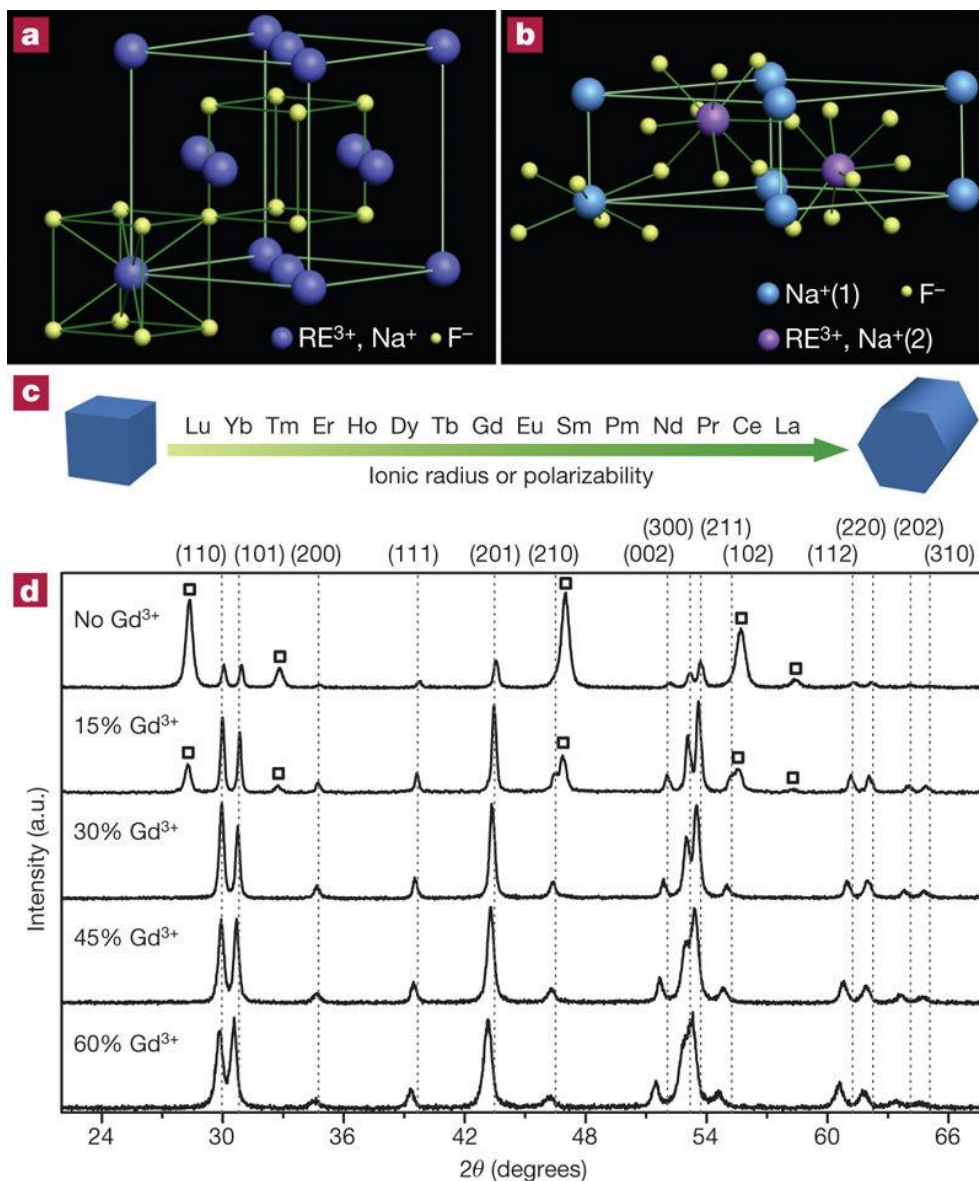 a
b
RE³⁺, Na⁺ F⁻
Na⁺(1) F⁻
RE³⁺, Na⁺(2)
c
Lu Yb Tm Er Ho Dy Tb Gd Eu Sm Pm Nd Pr Ce La
Ionic radius or polarizability
(300) (211) (220) (202)
(110) (101) (200) (111) (201) (210) (002) (102) (112) (310)
d
No Gd³⁺
15% Gd³⁺
30% Gd³⁺
45% Gd³⁺
60% Gd³⁺
Intensity (a.u.)
24 30 36 42 48 54 60 66
2θ (degrees)